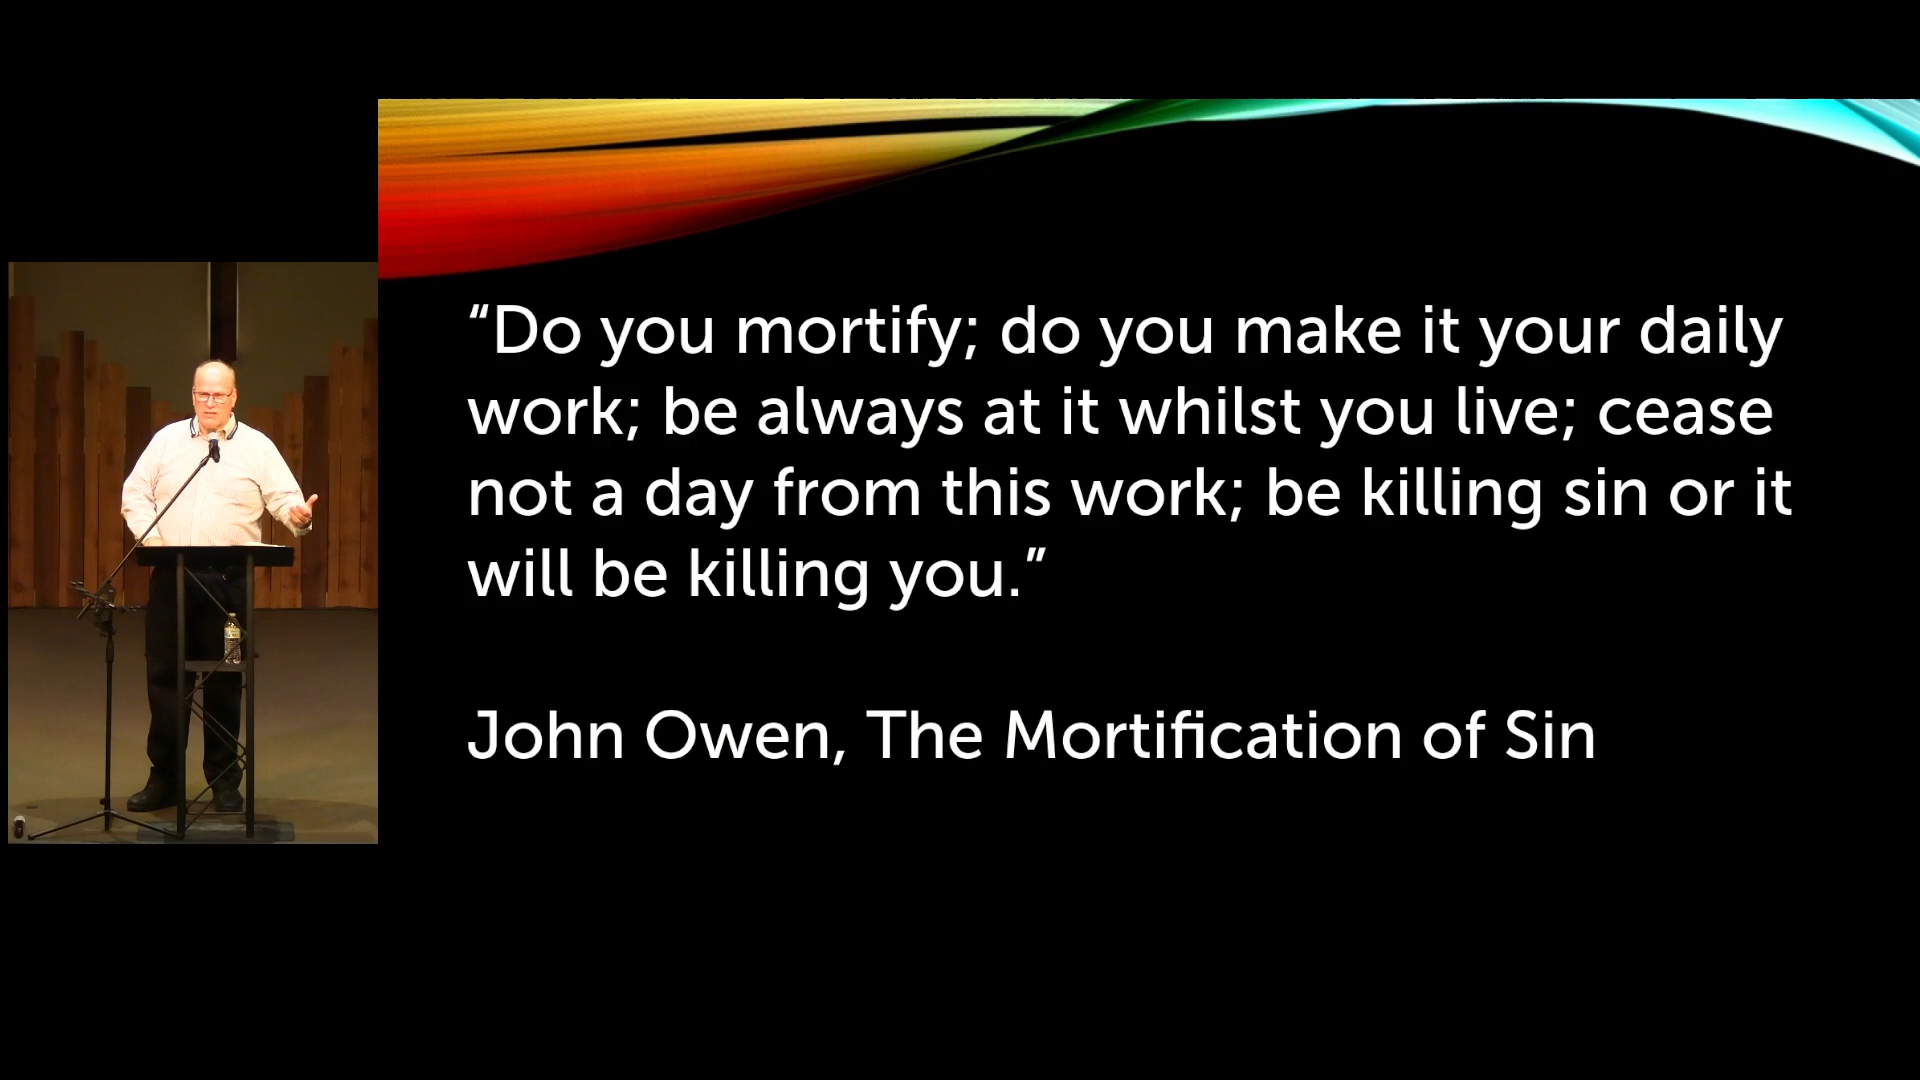 “Do you mortify; do you make it your daily
work; be always at it whilst you live; cease
not a day from this work; be killing sin or it
will be killing you.”
John Owen, The Mortification of Sin